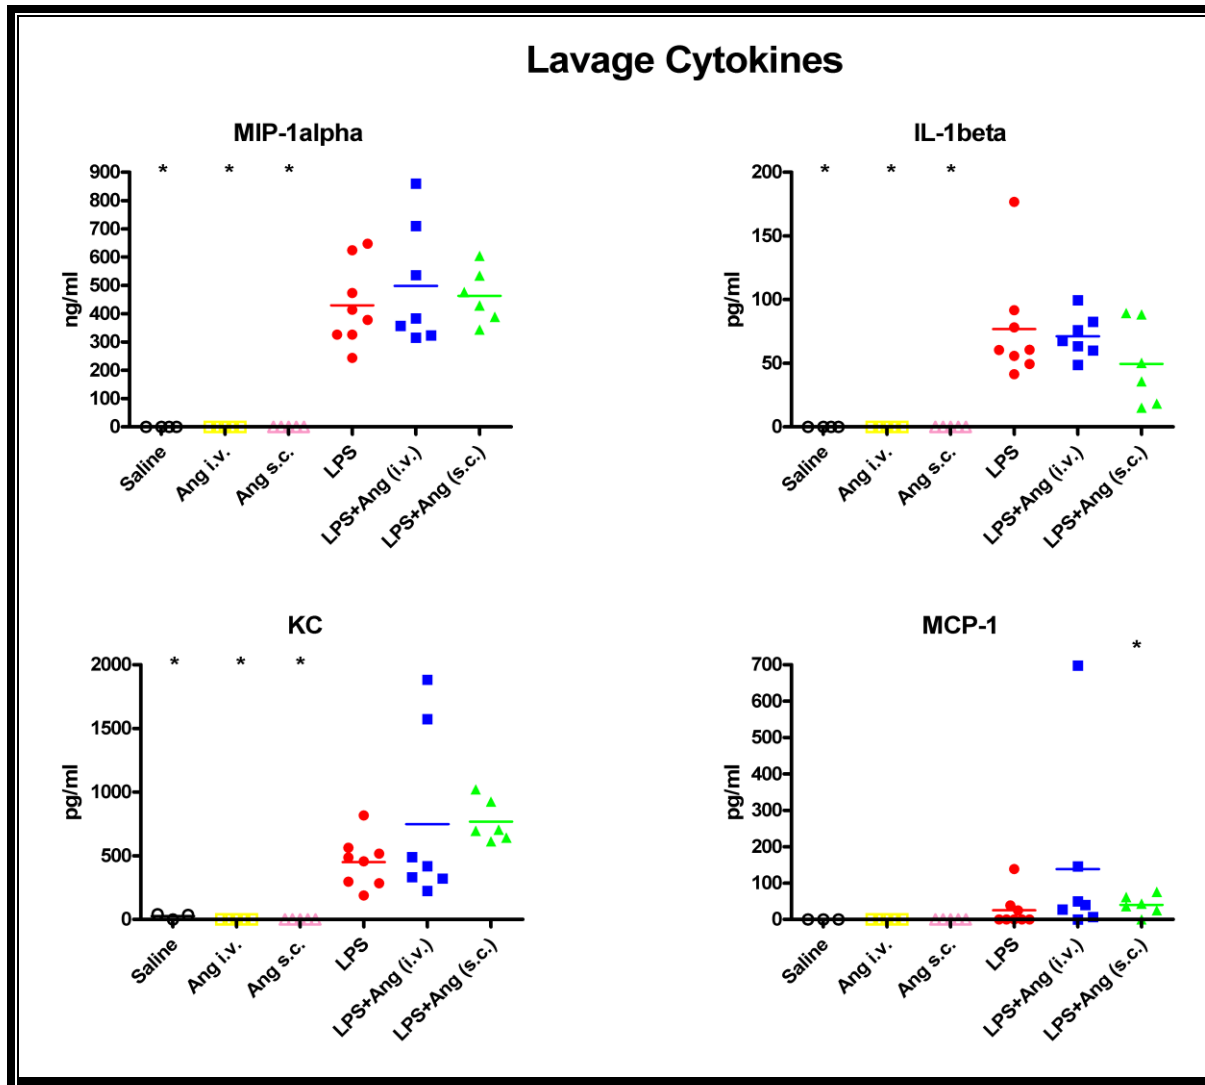 Lavage Cytokines
MIP-1alpha
* * *
ng/ml
900
800
700
600
500
400
300
200
100
0
Saline
Ang i.v.
Ang s.c.
LPS
LPS+Ang (i.v.)
LPS+Ang (s.c.)
IL-1beta
* * *
pg/ml
200
150
100
50
0
Saline
Ang i.v.
Ang s.c.
LPS
LPS+Ang (i.v.)
LPS+Ang (s.c.)
KC
* * *
pg/ml
2000
1500
1000
500
0
Saline
Ang i.v.
Ang s.c.
LPS
LPS+Ang (i.v.)
LPS+Ang (s.c.)
MCP-1
*
pg/ml
700
600
500
400
300
200
100
0
Saline
Ang i.v.
Ang s.c.
LPS
LPS+Ang (i.v.)
LPS+Ang (s.c.)